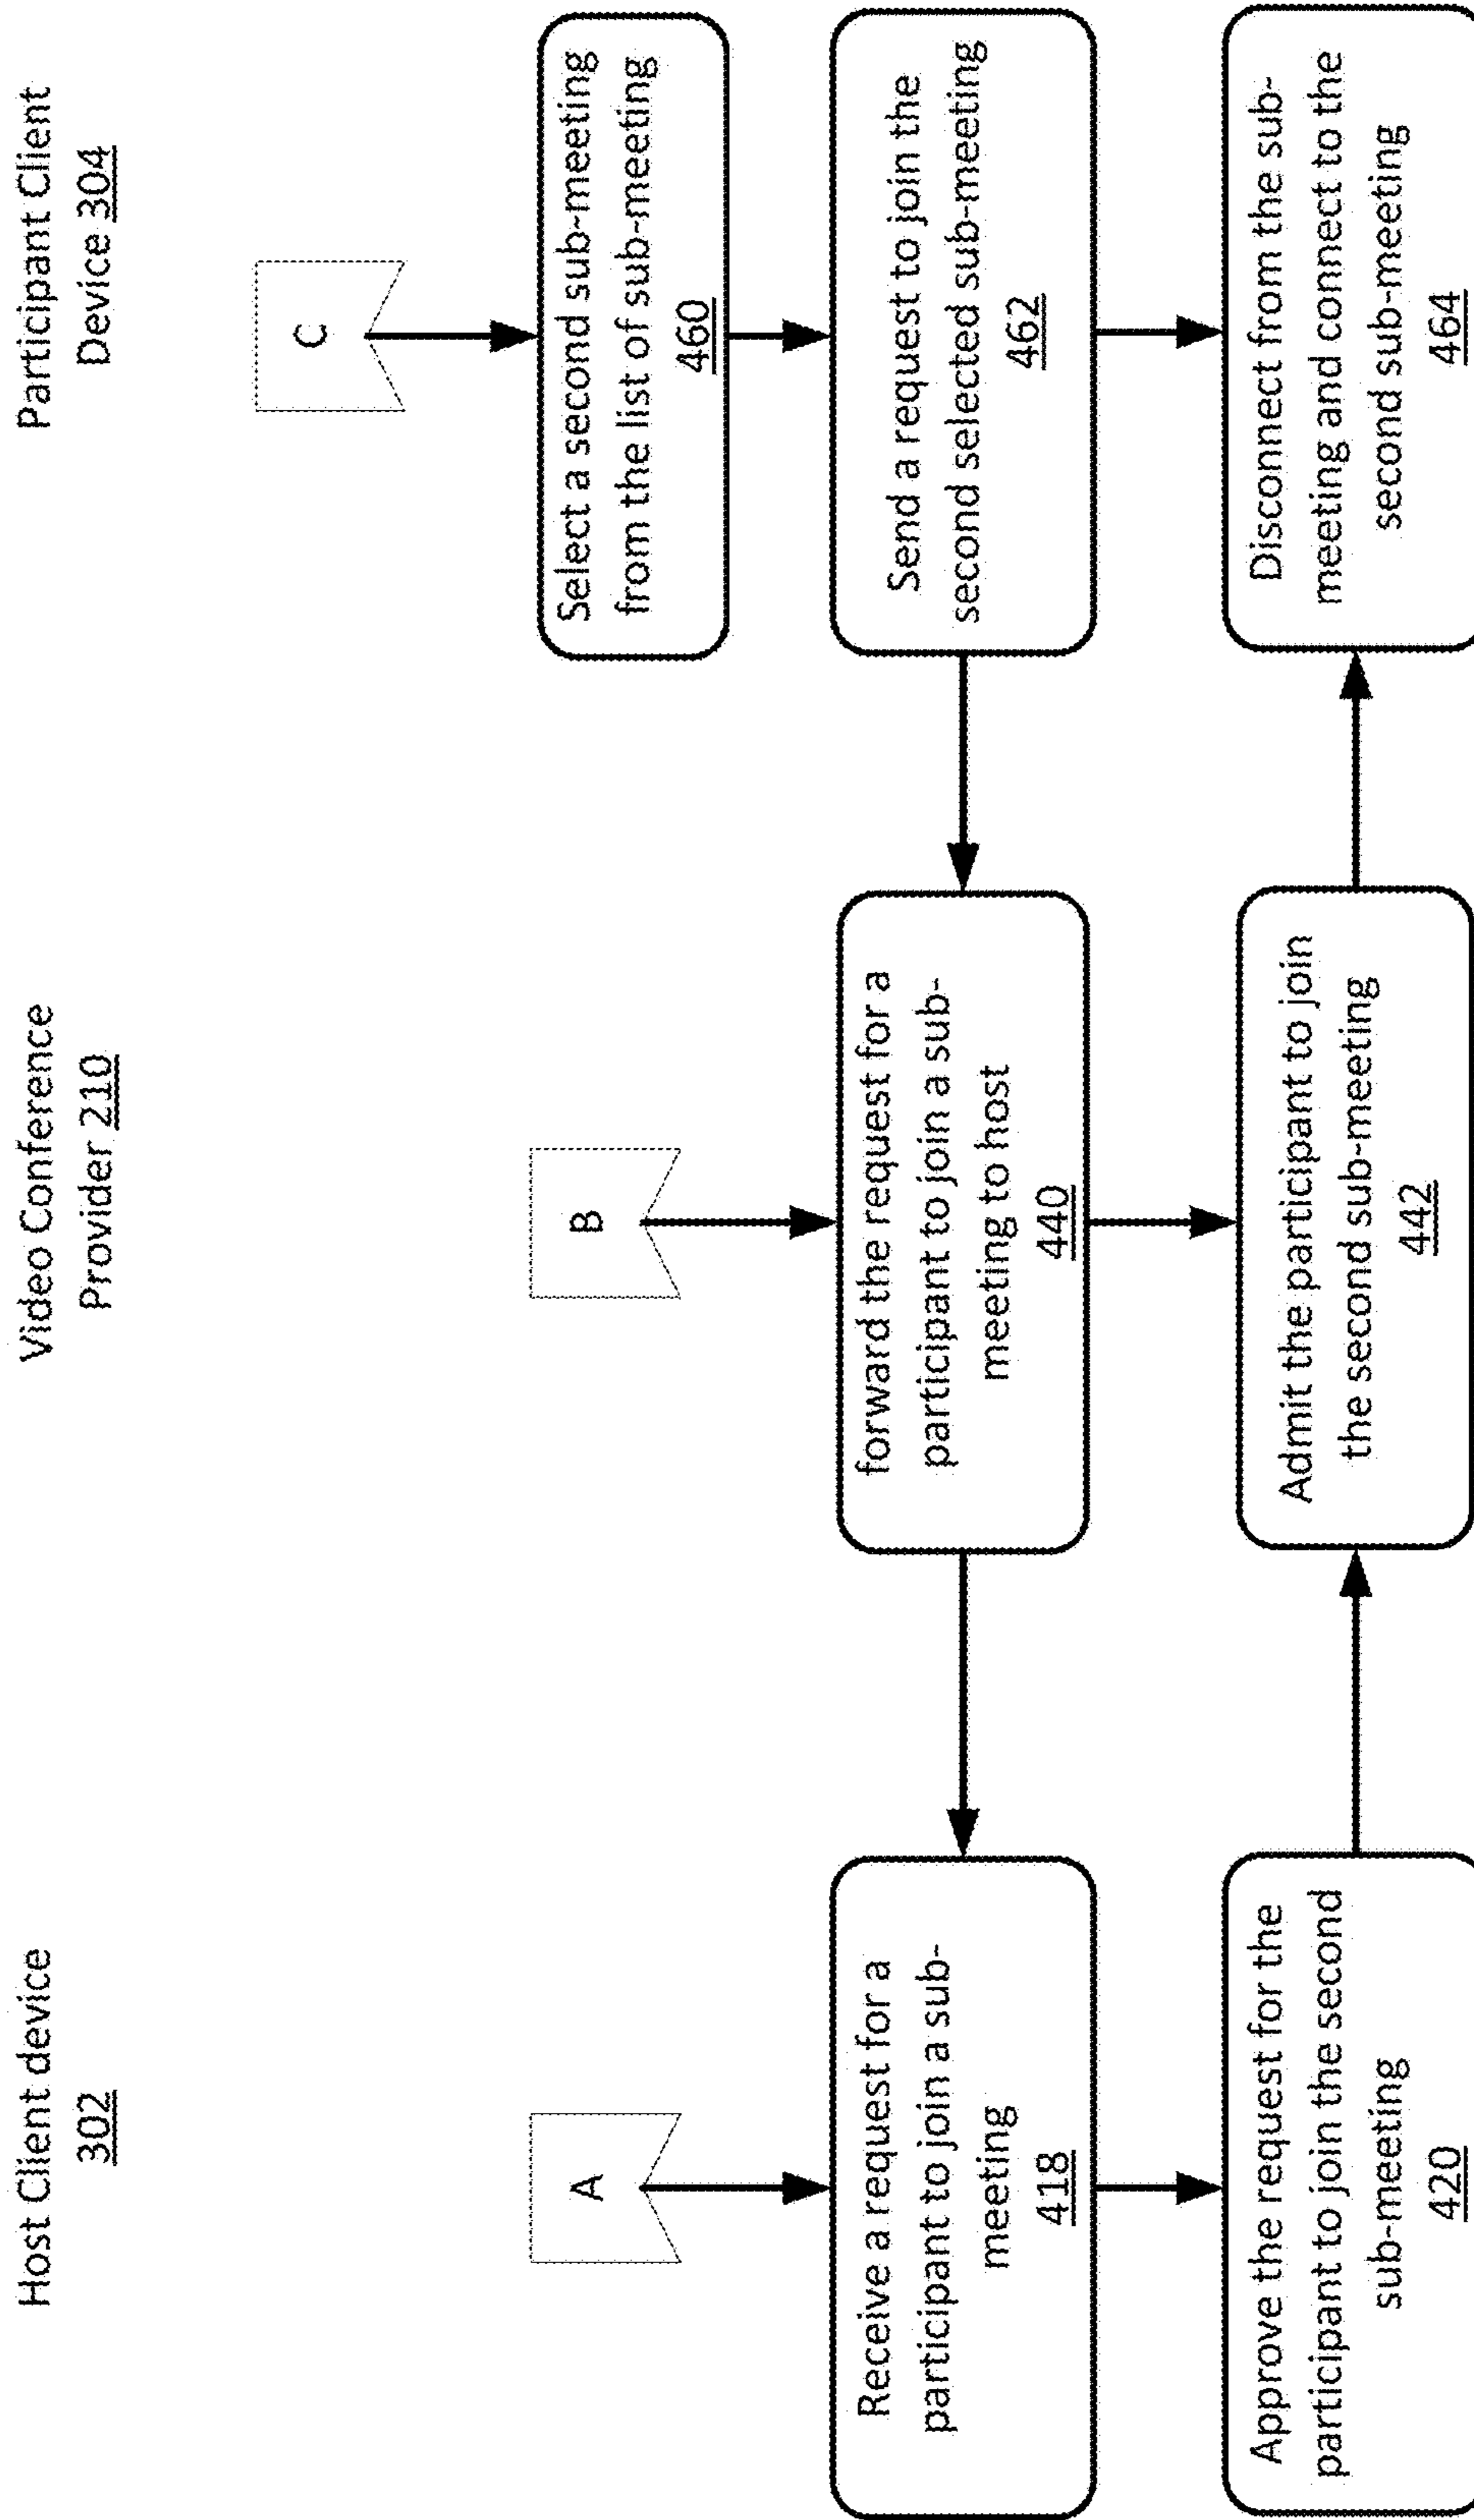 Host Client device
302
Video Conference
Provider 210
Participant Client
Device 304
A
B
C
Select a second sub-meeting
from the list of sub-meeting
460
Receive a request for a
participant to join a sub-
meeting
418
forward the request for a
participant to join a sub-
meeting to host
440
Send a request to join the
second selected sub-meeting
462
Approve the request for the
participant to join the second
sub-meeting
420
Admit the participant to join
the second sub-meeting
442
Disconnect from the sub-
meeting and connect to the
second sub-meeting
464